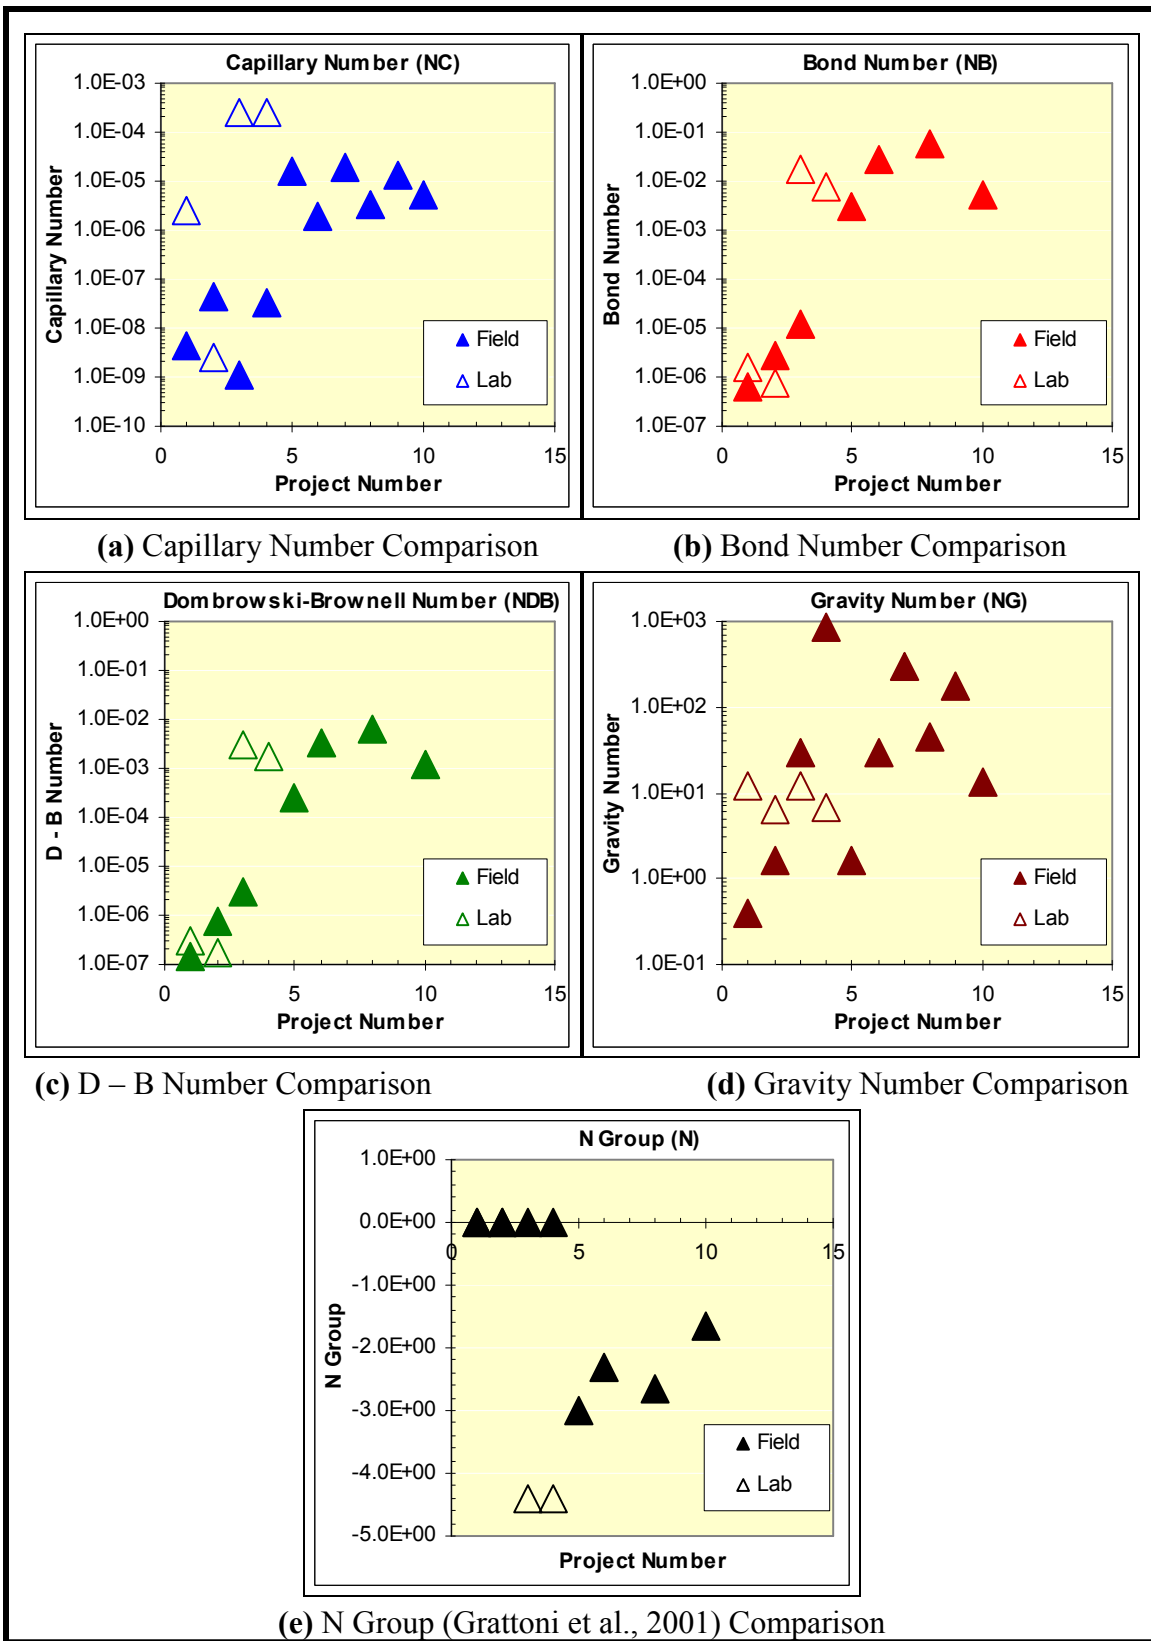 Capillary Number (NC)
1.0E-03
1.0E-04
1.0E-05
1.0E-06
1.0E-07
1.0E-08
1.0E-09
1.0E-10
Capillary Number
0 5 10 15
Project Number
Field
Lab
(a) Capillary Number Comparison
Bond Number (NB)
1.0E+00
1.0E-01
1.0E-02
1.0E-03
1.0E-04
1.0E-05
1.0E-06
1.0E-07
Bond Number
0 5 10 15
Project Number
Field
Lab
(b) Bond Number Comparison
Dombrowski-Brownell Number (NDB)
1.0E+00
1.0E-01
1.0E-02
1.0E-03
1.0E-04
1.0E-05
1.0E-06
1.0E-07
D - B Number
0 5 10 15
Project Number
Field
Lab
(c) D – B Number Comparison
Gravity Number (NG)
1.0E+03
1.0E+02
1.0E+01
1.0E+00
1.0E-01
Gravity Number
0 5 10 15
Project Number
Field
Lab
(d) Gravity Number Comparison
N Group (N)
1.0E+00
0.0E+00
-1.0E+00
-2.0E+00
-3.0E+00
-4.0E+00
-5.0E+00
N Group
0 5 10 15
Project Number
Field
Lab
(e) N Group (Grattoni et al., 2001) Comparison